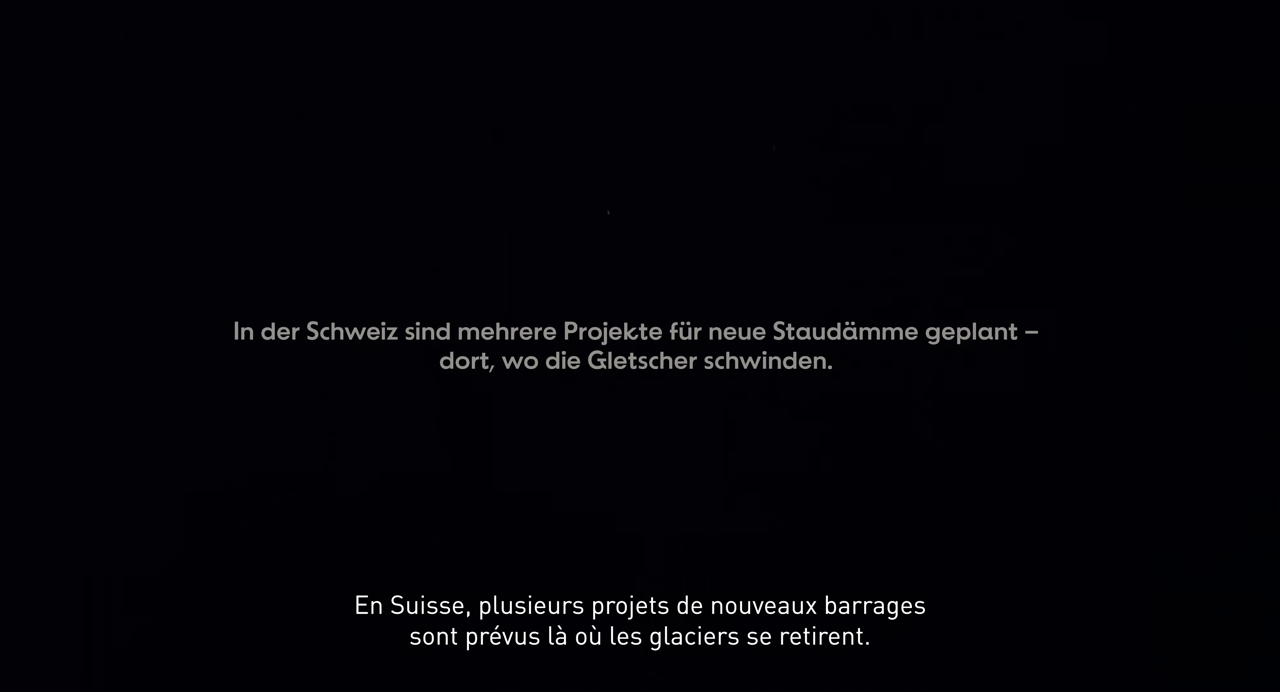 In der Schweiz sind mehrere Projekte für neue Staudämme geplant –
dort, wo die Gletscher schwinden.
En Suisse, plusieurs projets de nouveaux barrages
sont prévus là où les glaciers se retirent.